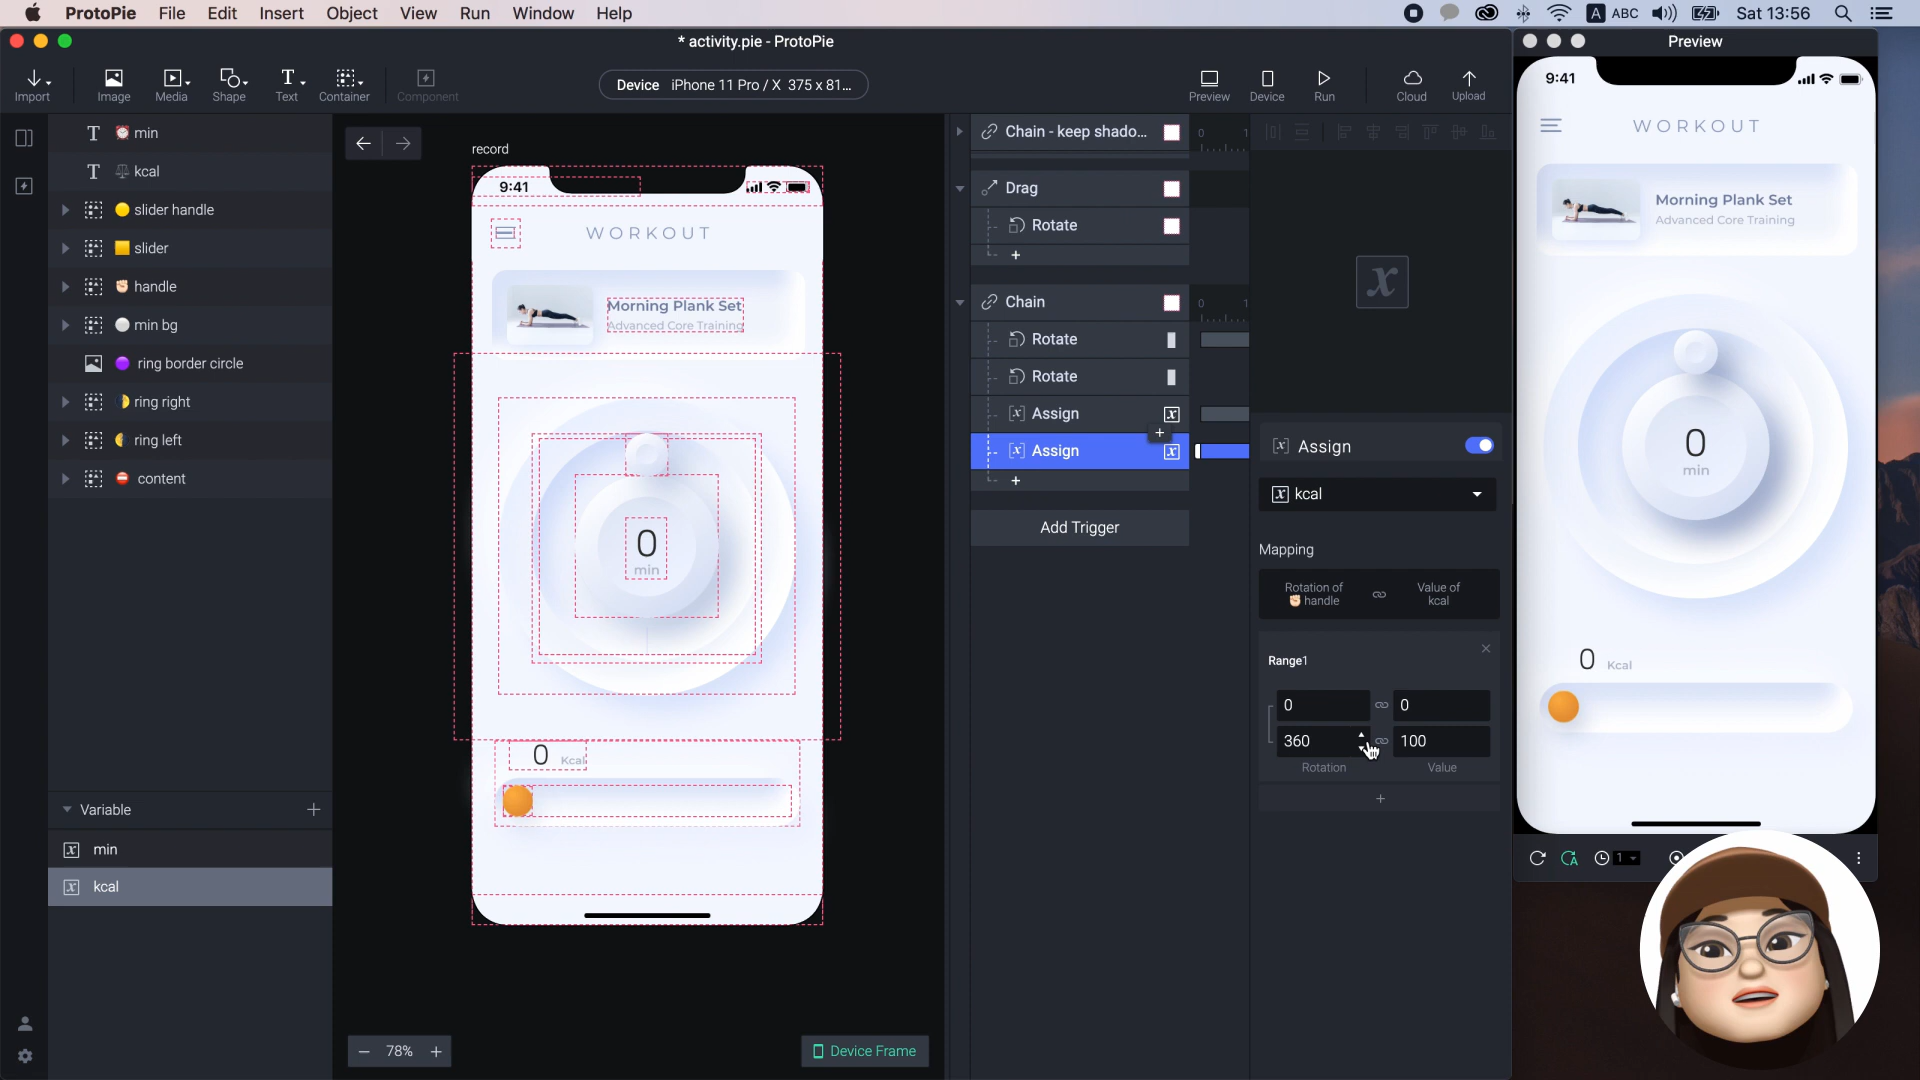 ProtoPie File Edit Insert Object View Run Window Help
A ABC Sat 13:56
* activity.pie - ProtoPie
Import Image Media Shape Text Container Component
Device iPhone 11 Pro / X 375 x 81...
Preview Device Run Cloud Upload
min
kcal
slider handle
slider
handle
min bg
ring border circle
ring right
ring left
content
Variable
min
kcal
record
9:41
WORKOUT
Morning Plank Set
Advanced Core Training
0
min
0 Kcal
78%
Device Frame
Chain - keep shado... 0 1
Drag
Rotate
Chain 0 1
Rotate
Rotate
Assign
Assign
Add Trigger
Assign
kcal
Mapping
Rotation of
handle
Value of
kcal
Range1
0 0
360 100
Rotation Value
Preview
9:41
WORKOUT
Morning Plank Set
Advanced Core Training
0
min
0 Kcal
1